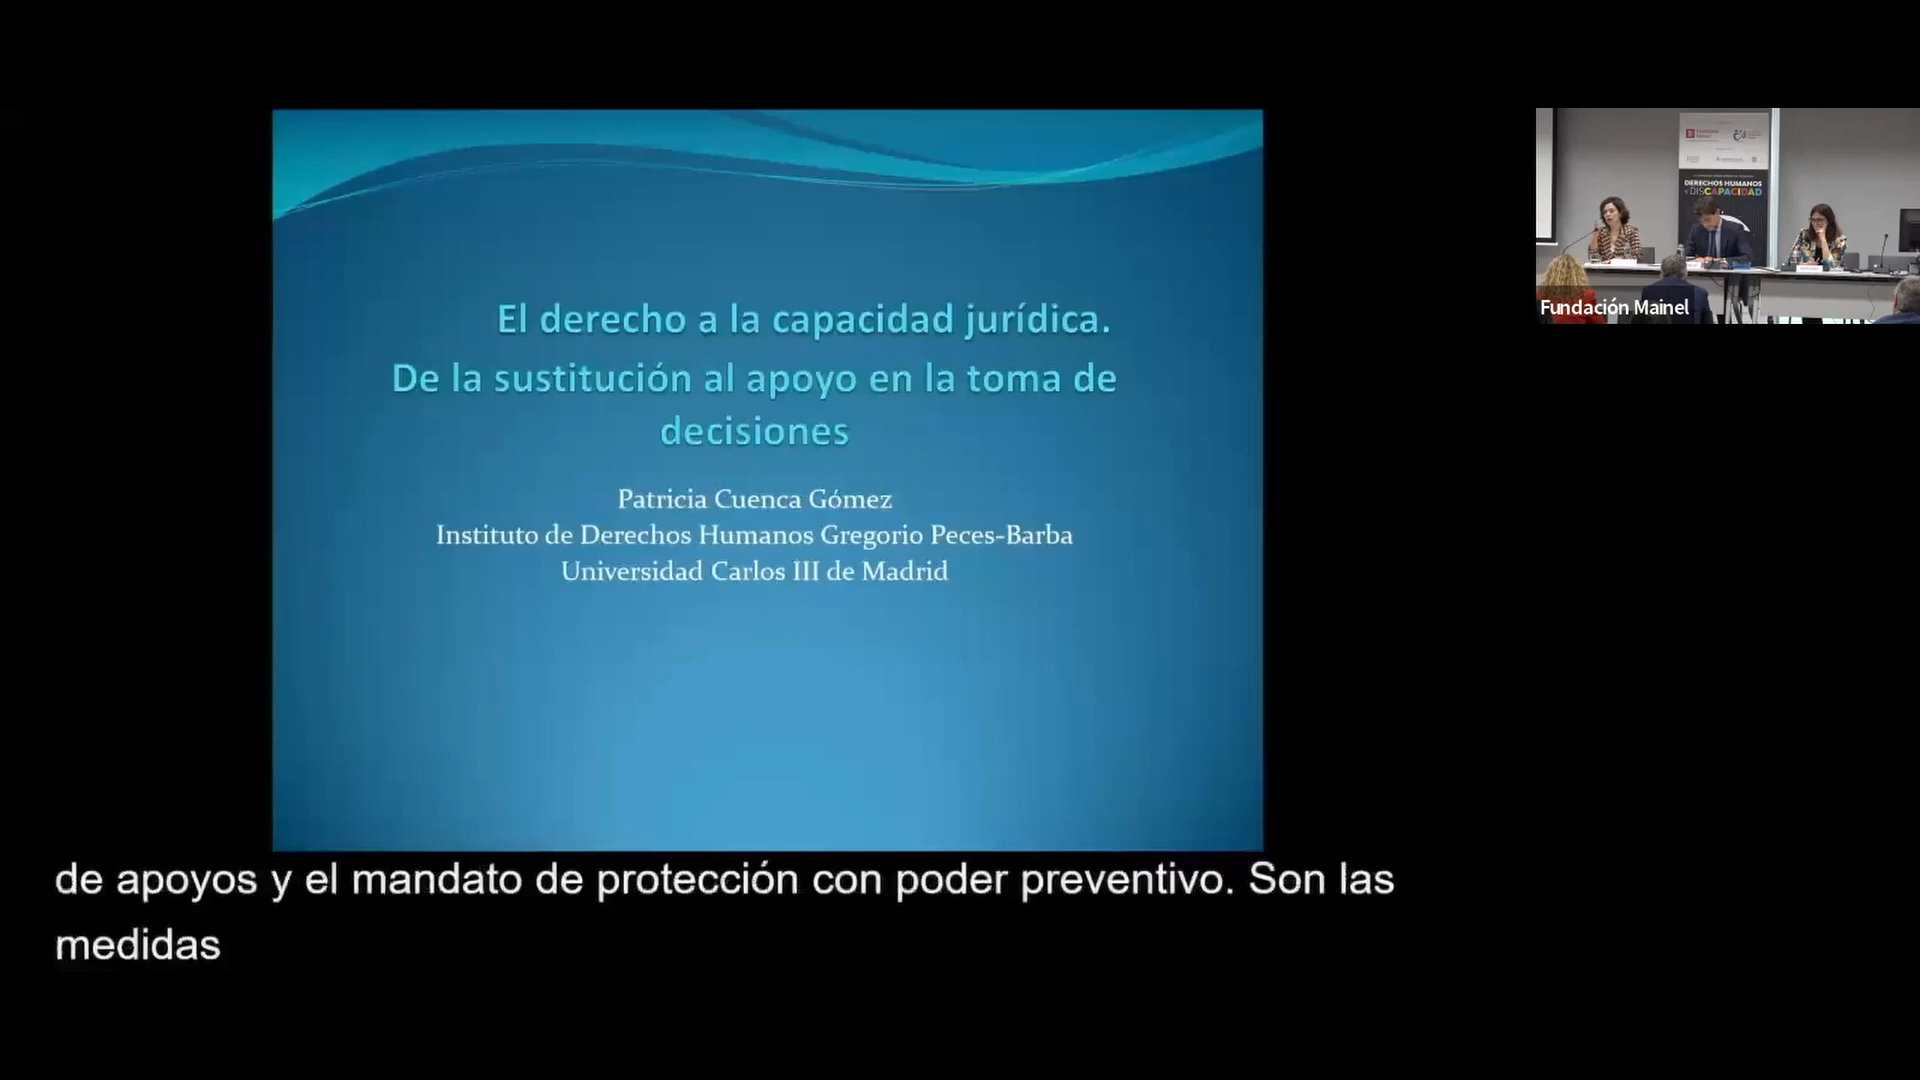 El derecho a la capacidad jurídica.
De la sustitución al apoyo en la toma de
decisiones
Patricia Cuenca Gómez
Instituto de Derechos Humanos Gregorio Peces-Barba
Universidad Carlos III de Madrid
DERECHOS HUMANOS
Y DISCAPACIDAD
Fundación Mainel
de apoyos y el mandato de protección con poder preventivo. Son las
medidas